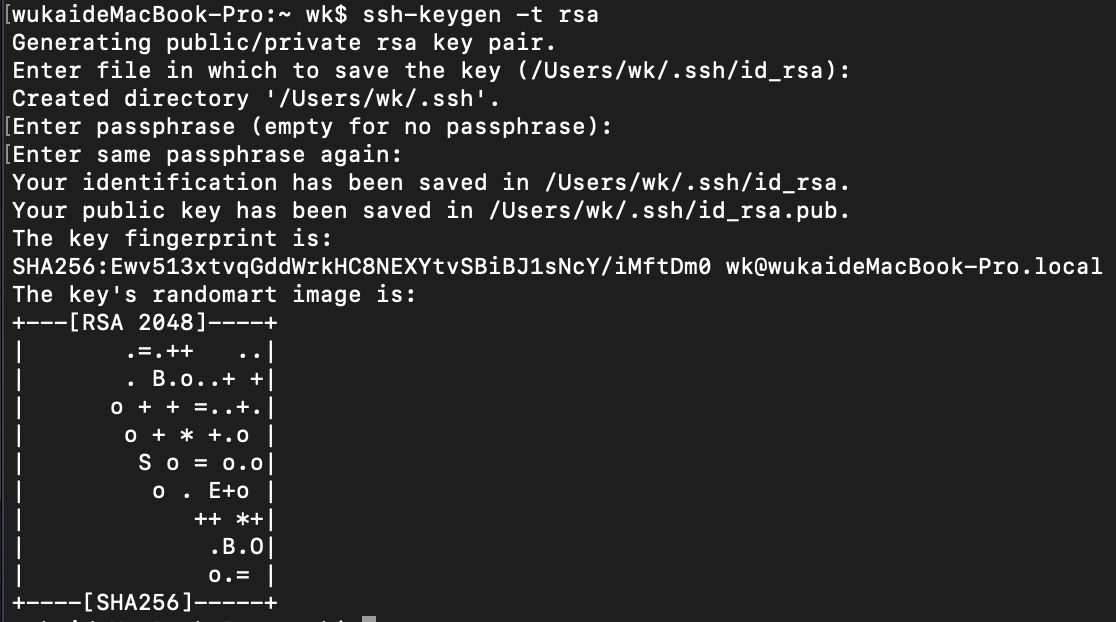 [wukaideMacBook-Pro:~ wk$ ssh-keygen -t rsa
Generating public/private rsa key pair.
Enter file in which to save the key (/Users/wk/.ssh/id_rsa):
Created directory '/Users/wk/.ssh'.
[Enter passphrase (empty for no passphrase):
[Enter same passphrase again:
Your identification has been saved in /Users/wk/.ssh/id_rsa.
Your public key has been saved in /Users/wk/.ssh/id_rsa.pub.
The key fingerprint is:
SHA256:Ewv513xtvqGddWrkHC8NEXYtvSBiBJ1sNcY/iMftDm0 wk@wukaideMacBook-Pro.local
The key's randomart image is:
+---[RSA 2048]----+
|       .=.++   ..|
|       . B.o..+ +|
|      o + + =..+.|
|       o + * +.o |
|        S o = o.o|
|         o . E+o |
|            ++ *+|
|             .B.O|
|             o.= |
+----[SHA256]-----+